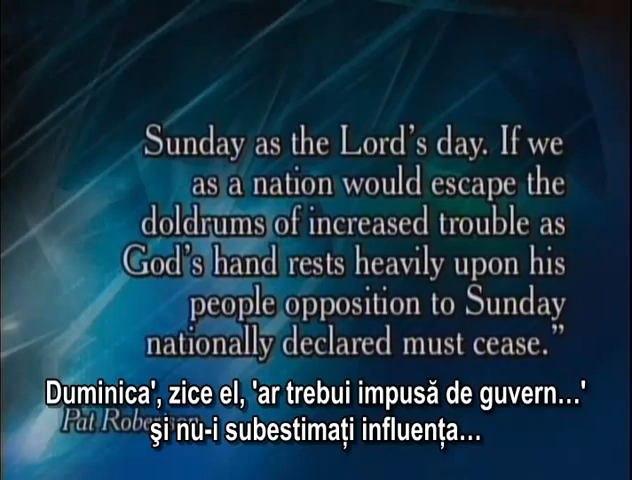 Sunday as the Lord's day. If we
as a nation would escape the
doldrums of increased trouble as
God's hand rests heavily upon his
people opposition to Sunday
nationally declared must cease."
Duminica', zice el, 'ar trebui impusă de guvern...'
Pat
şi nu-i subestimaţi influenţa...